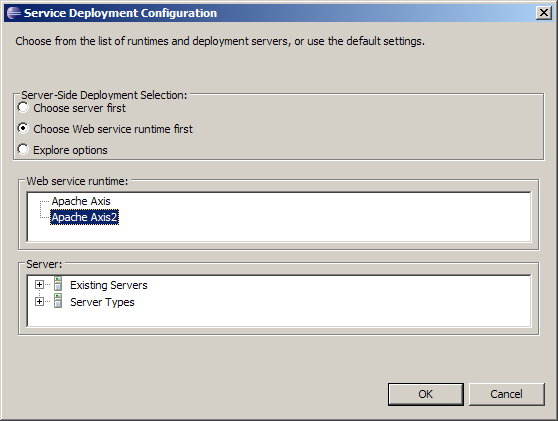 Service Deployment Configuration
Choose from the list of runtimes and deployment servers, or use the default settings.
Server-Side Deployment Selection:
Choose server first
Choose Web service runtime first
Explore options
Web service runtime:
Apache Axis
Apache Axis2
Server:
Existing Servers
Server Types
OK
Cancel